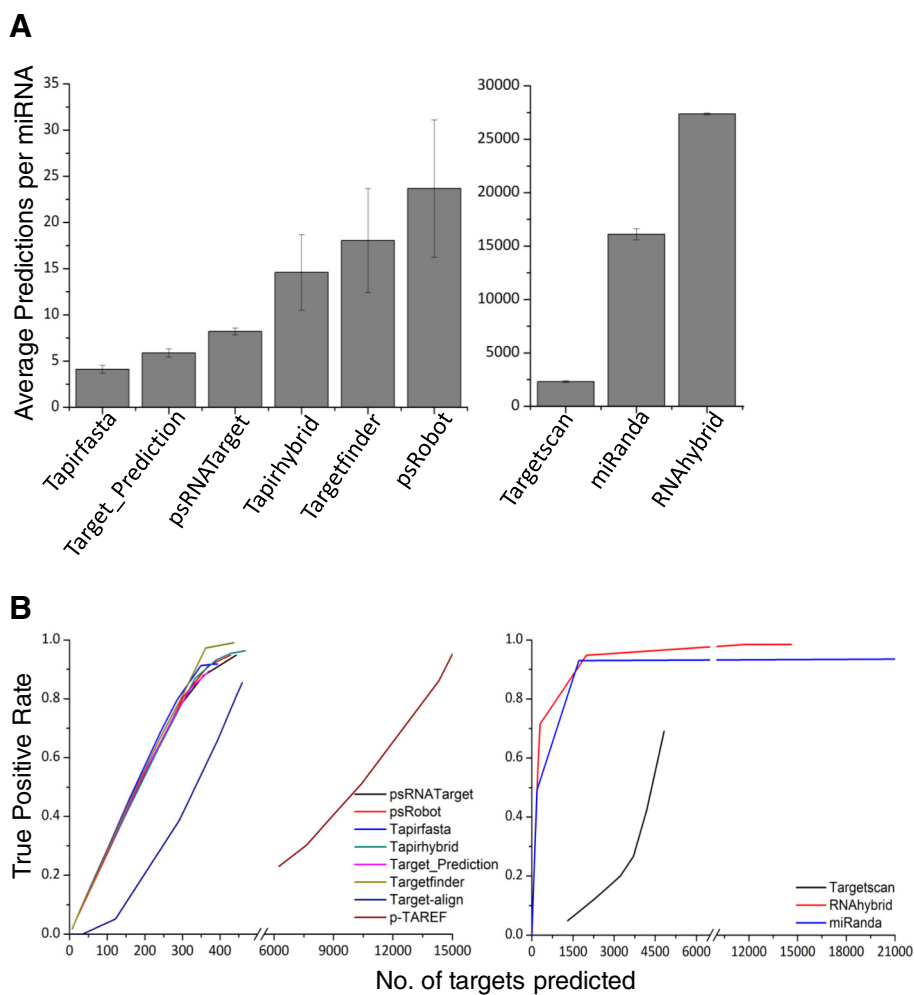 A
Average Predictions per miRNA
35
30
25
20
15
10
5
0
Tapirfasta
Target_Prediction
psRNATarget
Tapirhybrid
Targetfinder
psRobot
30000
25000
20000
15000
10000
5000
0
Targetscan
miRanda
RNAhybrid
B
True Positive Rate
1.0
0.8
0.6
0.4
0.2
0.0
0 100 200 300 400 6000 9000 12000 15000
psRNATarget
psRobot
Tapirfasta
Tapirhybrid
Target_Prediction
Targetfinder
Target-align
p-TAREF
1.0
0.8
0.6
0.4
0.2
0.0
0 1500 3000 4500 6000 12000 15000 18000 21000
Targetscan
RNAhybrid
miRanda
No. of targets predicted